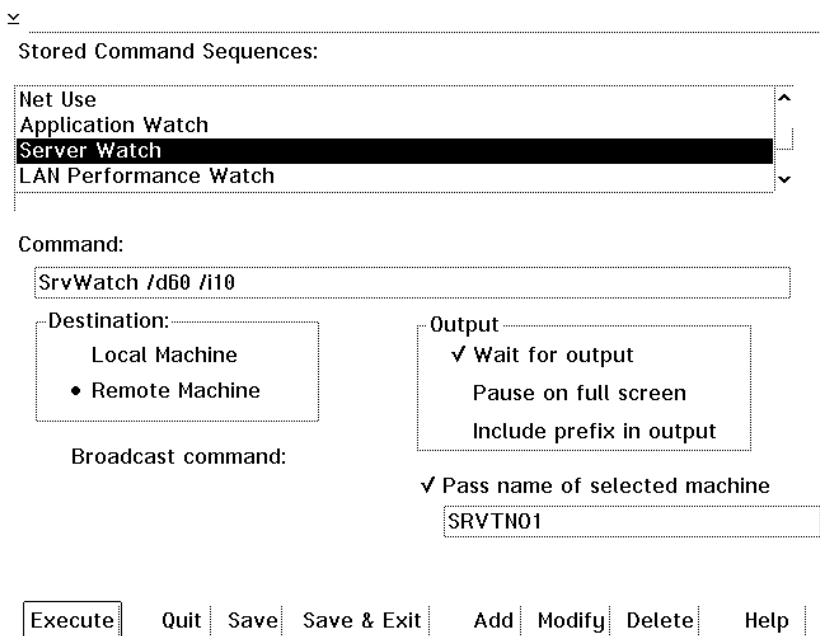 Stored Command Sequences:
Net Use
Application Watch
Server Watch
LAN Performance Watch
Command:
SrvWatch /d60 /i10
Destination:
Local Machine
Remote Machine
Output
Wait for output
Pause on full screen
Include prefix in output
Broadcast command:
Pass name of selected machine
SRVTNO1
Execute Quit Save Save & Exit Add Modify Delete Help